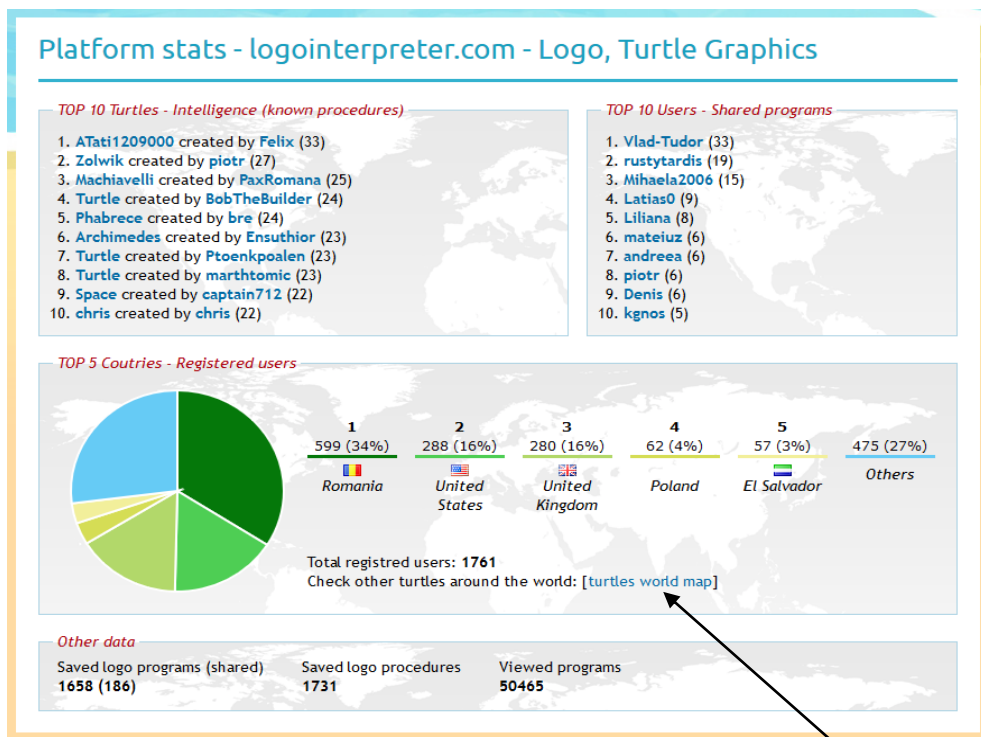 Platform stats - logointerpreter.com - Logo, Turtle Graphics
TOP 10 Turtles - Intelligence (known procedures)
1. ATati1209000 created by Felix (33)
2. Zolwik created by piotr (27)
3. Machiavelli created by PaxRomana (25)
4. Turtle created by BobTheBuilder (24)
5. Phabrece created by bre (24)
6. Archimedes created by Ensuthior (23)
7. Turtle created by Ptoenkpoalen (23)
8. Turtle created by marthtomic (23)
9. Space created by captain712 (22)
10. chris created by chris (22)
TOP 10 Users - Shared programs
1. Vlad-Tudor (33)
2. rustytardis (19)
3. Mihaela2006 (15)
4. Latias0 (9)
5. Liliana (8)
6. mateiuz (6)
7. andreea (6)
8. piotr (6)
9. Denis (6)
10. kgnos (5)
TOP 5 Coutries - Registered users
1 2 3 4 5
599 (34%) 288 (16%) 280 (16%) 62 (4%) 57 (3%) 475 (27%)
Romania United United Poland El Salvador Others
States Kingdom
Total registred users: 1761
Check other turtles around the world: [turtles world map]
Other data
Saved logo programs (shared) Saved logo procedures Viewed programs
1658 (186) 1731 50465